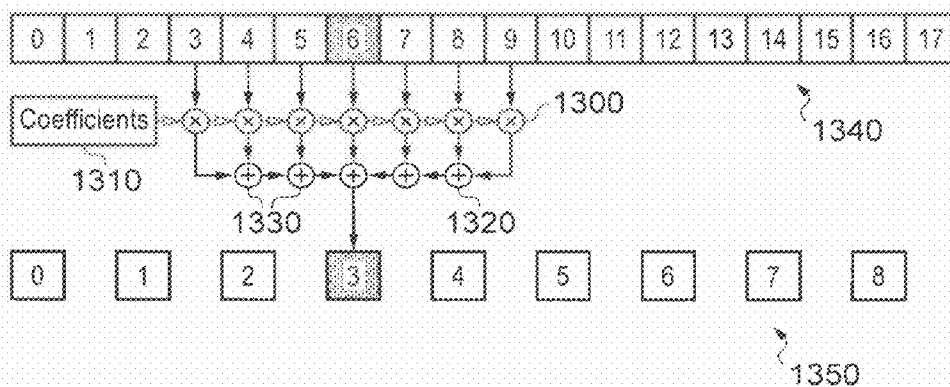 0 1 2 3 4 5 6 7 8 9 10 11 12 13 14 15 16 17
Coefficients × × × × × × × 1300
1340
1310 + + + + +
1330 1320
0 1 2 3 4 5 6 7 8
1350